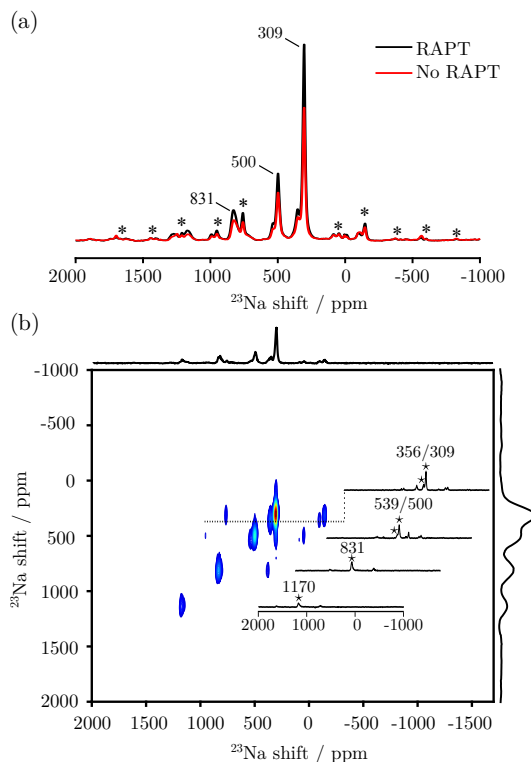 (a)
309
RAPT
No RAPT
500
831
* * * * * * * * * *
2000 1500 1000 500 0 -500 -1000
²³Na shift / ppm
(b)
-1000
-500
0
500
1000
1500
2000
²³Na shift / ppm
356/309
539/500
831
1170
2000 1000 0 -1000
2000 1500 1000 500 0 -500 -1000 -1500
²³Na shift / ppm